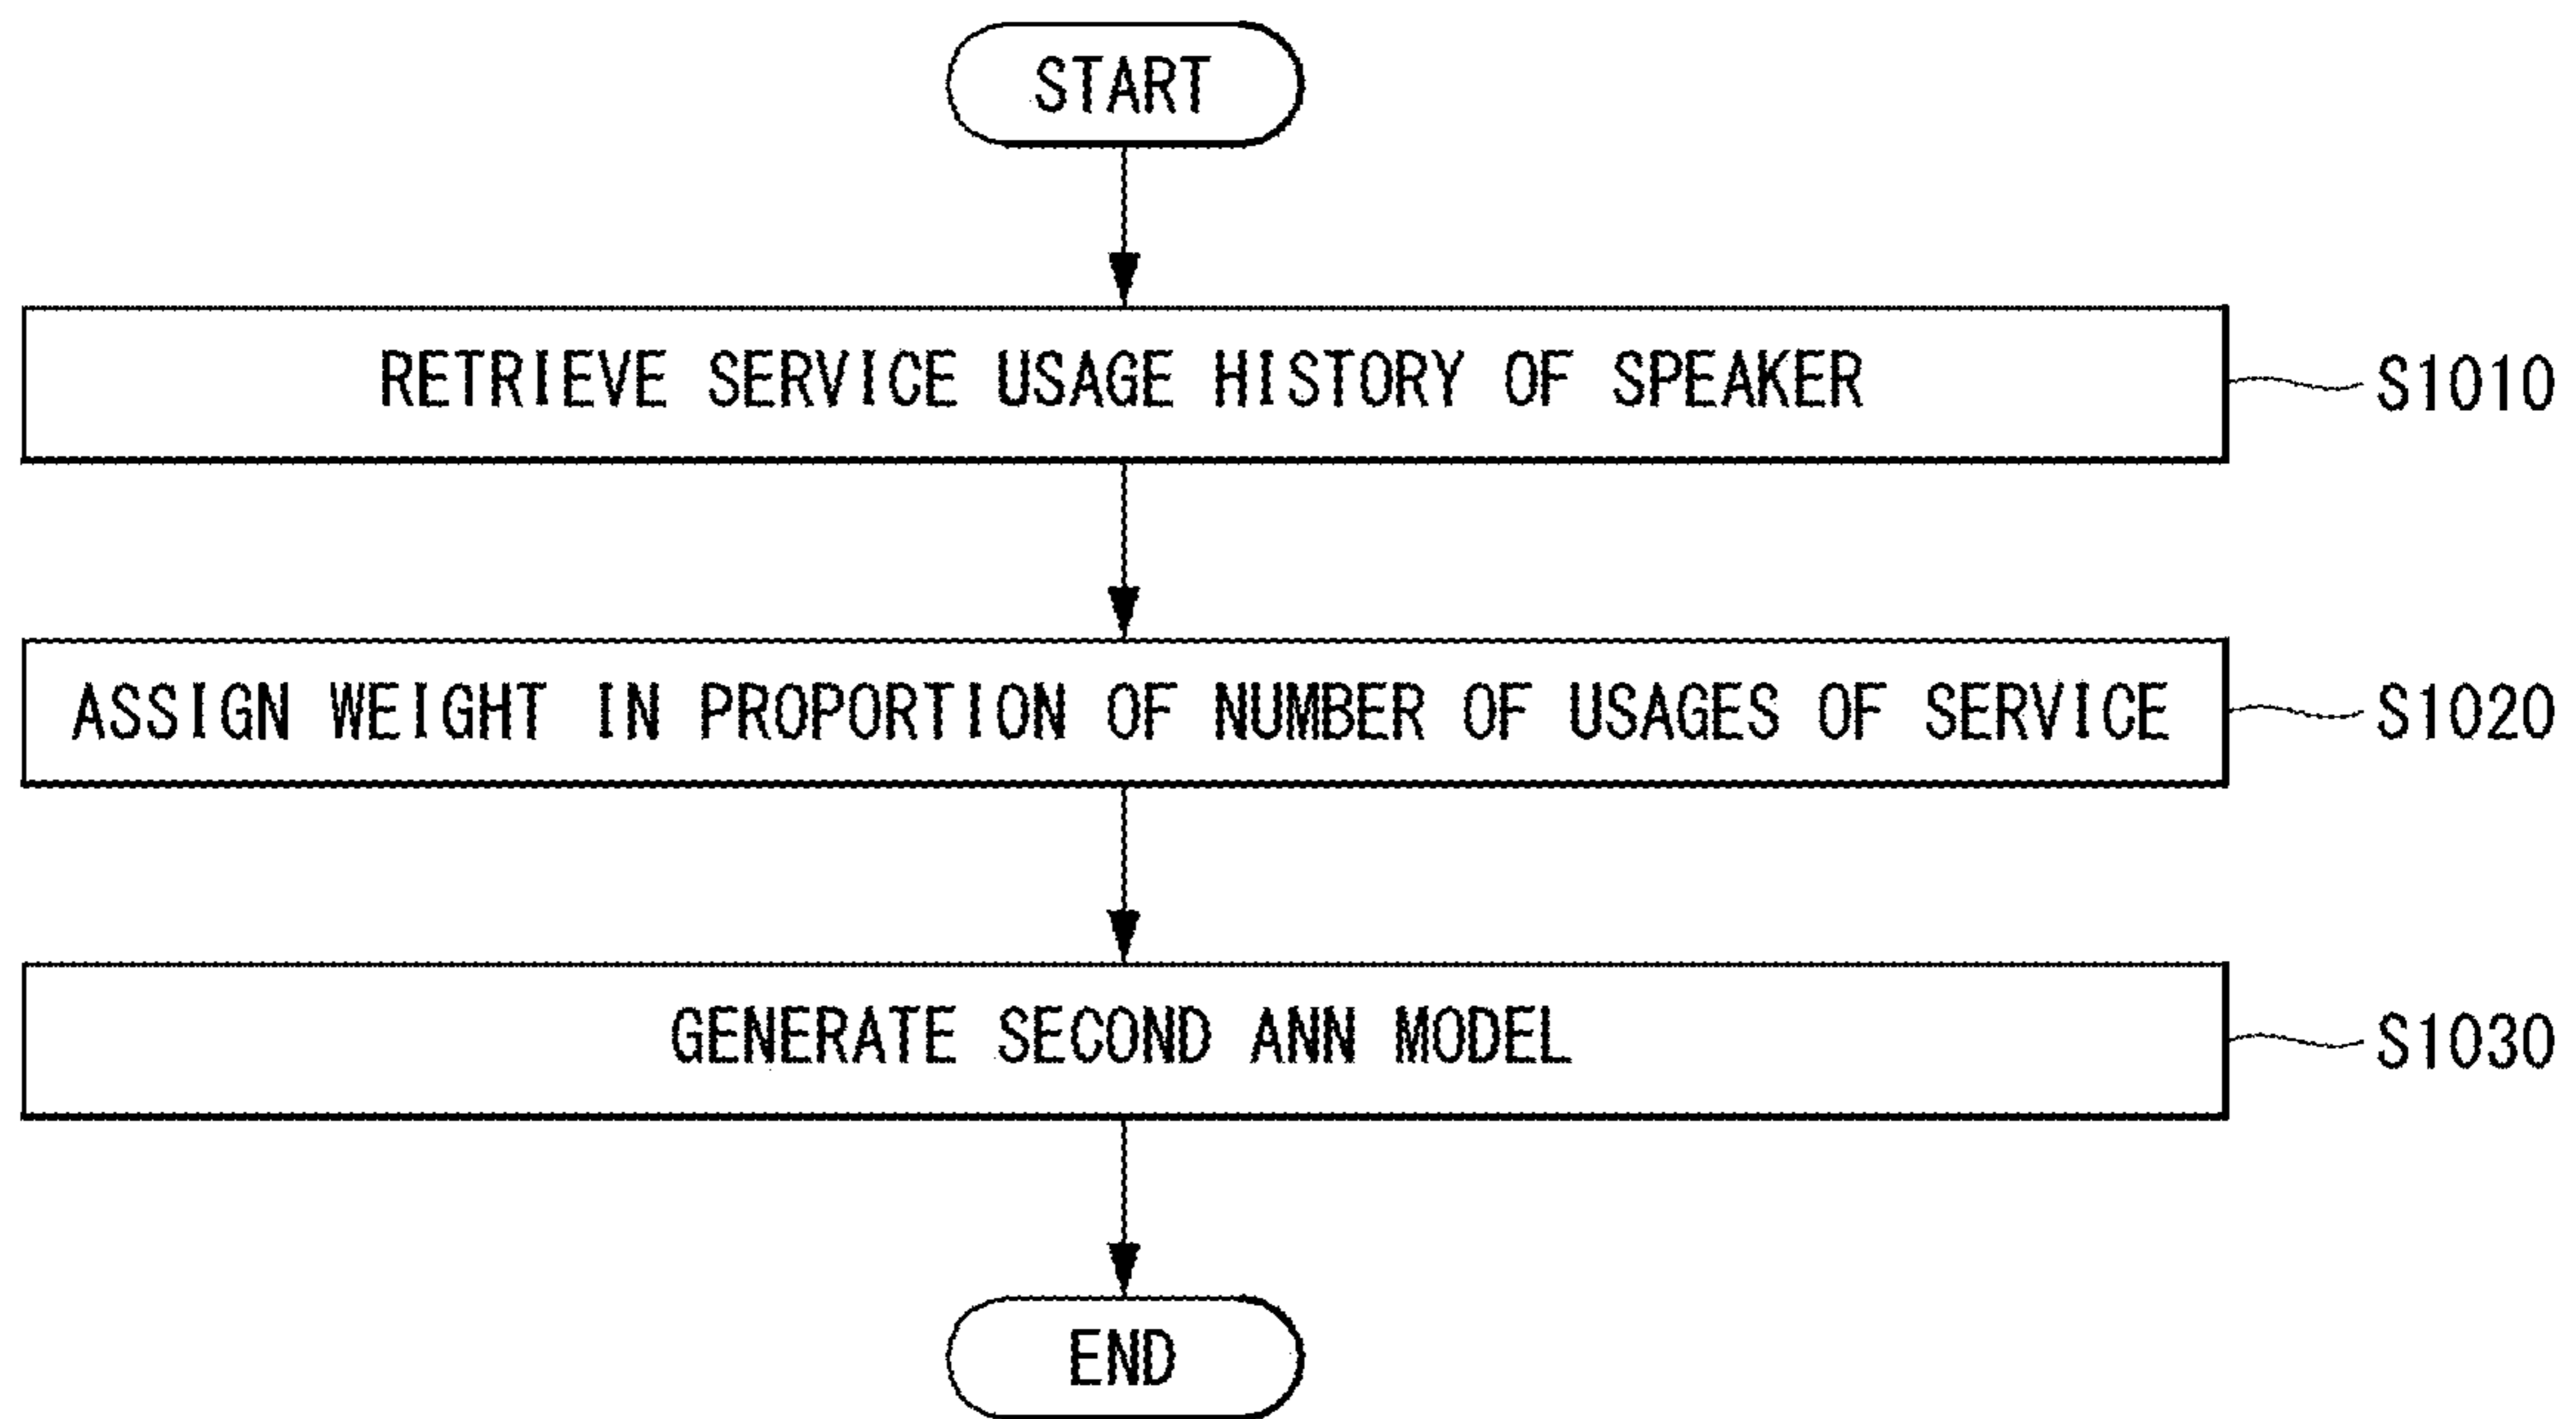 START
RETRIEVE SERVICE USAGE HISTORY OF SPEAKER
S1010
ASSIGN WEIGHT IN PROPORTION OF NUMBER OF USAGES OF SERVICE
S1020
GENERATE SECOND ANN MODEL
S1030
END